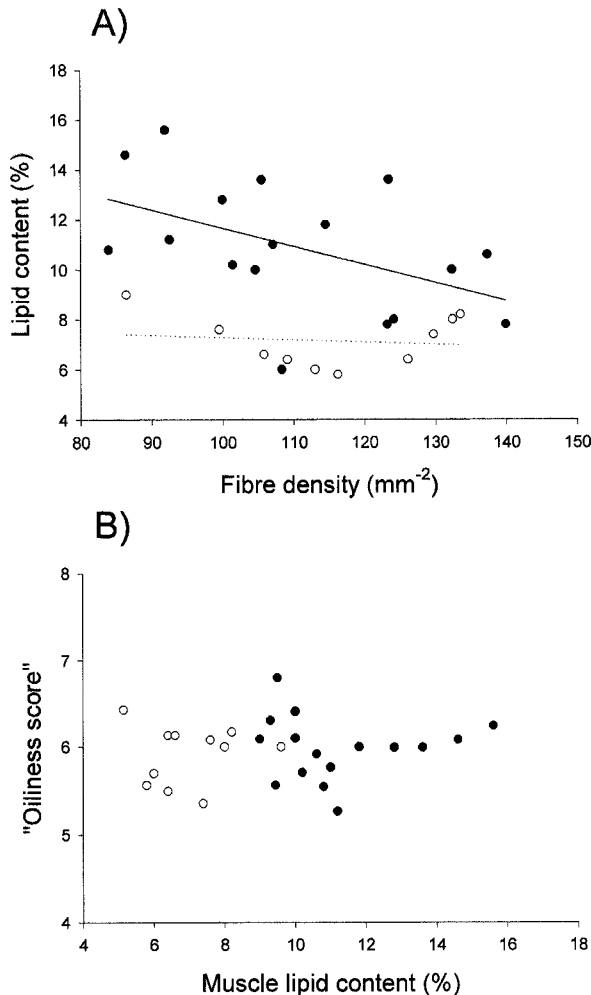 A)
Lipid content (%)
18
16
14
12
10
8
6
4
80 90 100 110 120 130 140 150
Fibre density (mm⁻²)
B)
"Oiliness score"
8
7
6
5
4
4 6 8 10 12 14 16 18
Muscle lipid content (%)